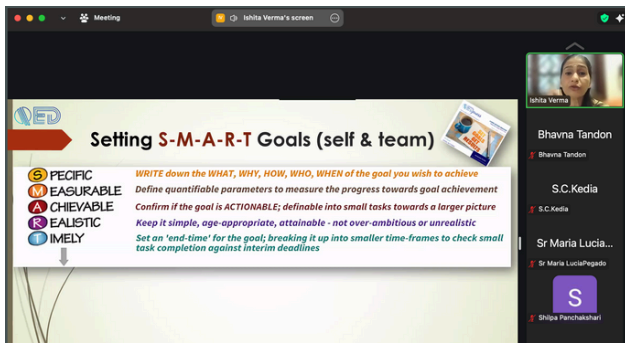 Meeting
Ishita Verma's screen
QED
Setting S-M-A-R-T Goals (self & team)
SPECIFIC WRITE down the WHAT, WHY, HOW, WHO, WHEN of the goal you wish to achieve
MEASURABLE Define quantifiable parameters to measure the progress towards goal achievement
ACHIEVABLE Confirm if the goal is ACTIONABLE; definable into small tasks towards a larger picture
REALISTIC Keep it simple, age-appropriate, attainable - not over-ambitious or unrealistic
TIMELY Set an 'end-time' for the goal; breaking it up into smaller time-frames to check small
task completion against interim deadlines
Ishita Verma
Bhavna Tandon
Bhavna Tandon
S.C.Kedia
S.C.Kedia
Sr Maria Lucia...
Sr Maria LuciaPegado
S
Shilpa Panchakshari